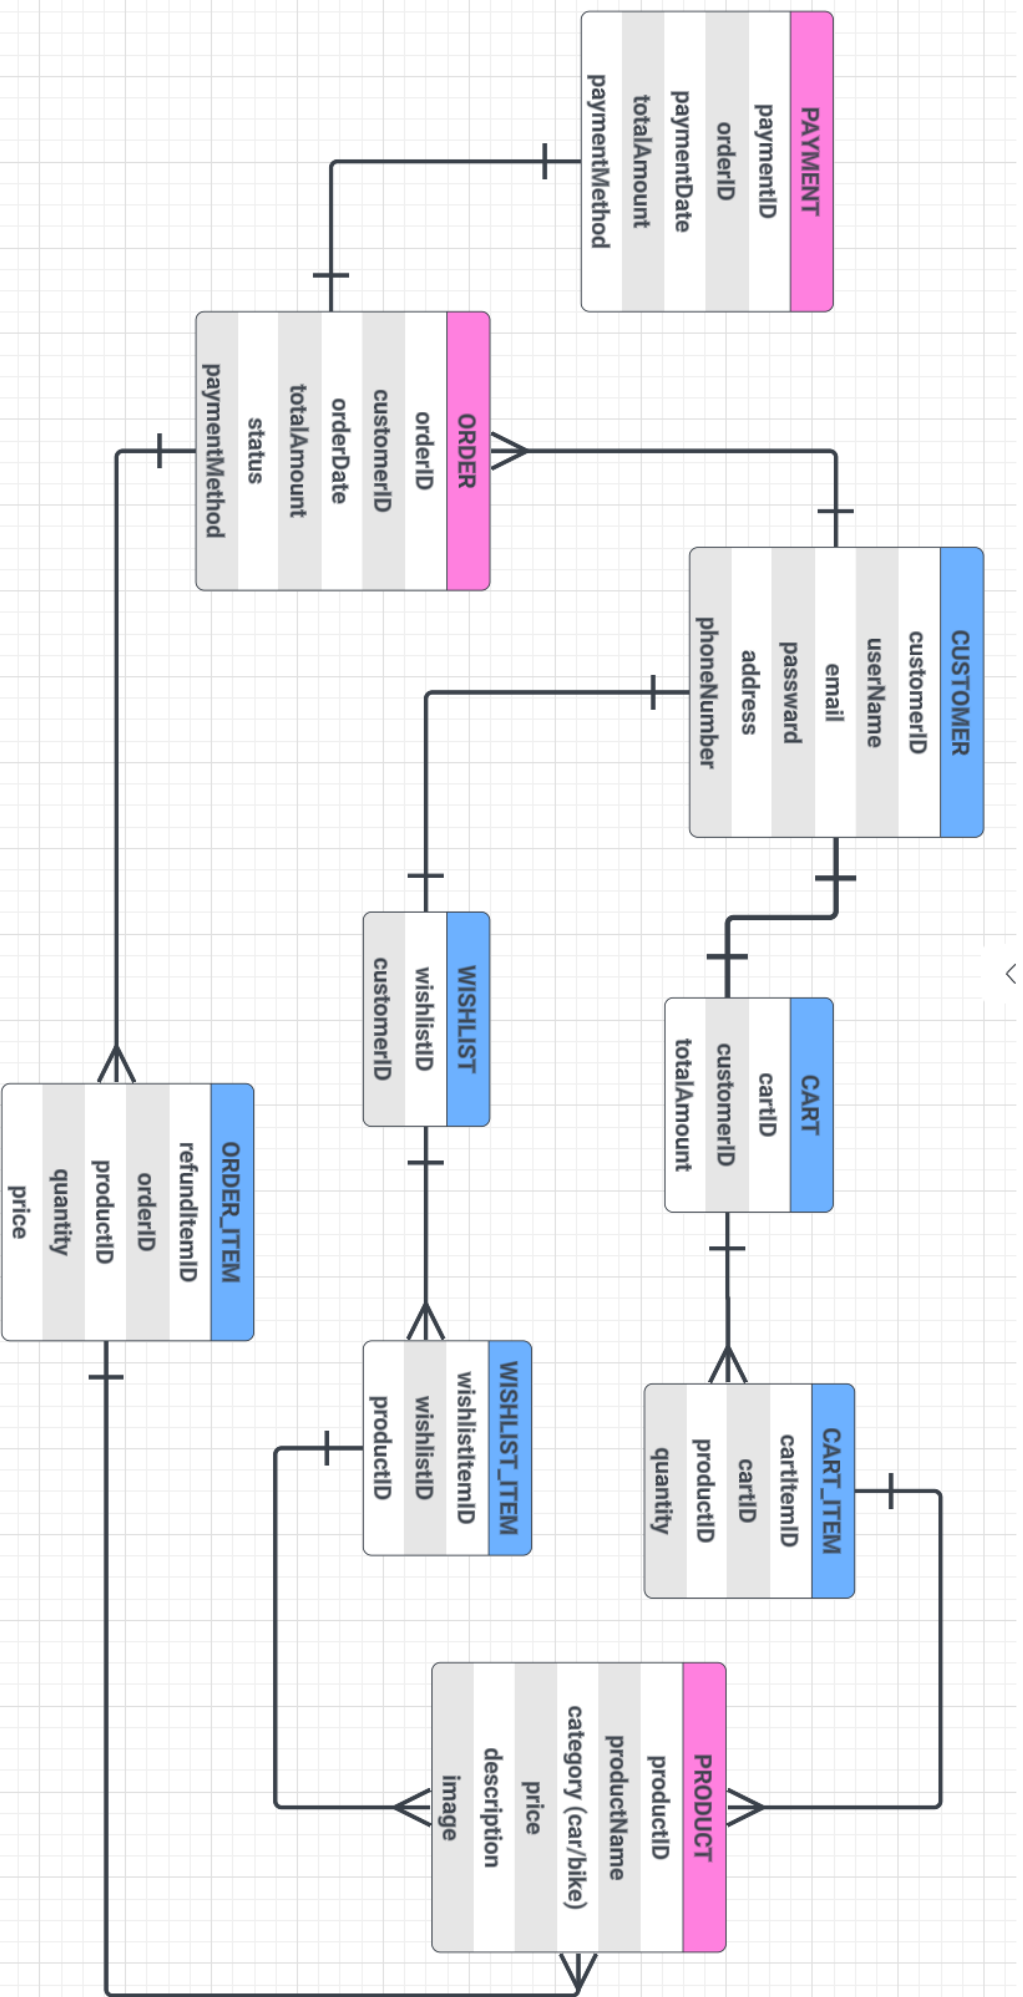 PAYMENT
paymentID
orderID
paymentDate
totalAmount
paymentMethod
ORDER
orderID
customerID
orderDate
totalAmount
status
paymentMethod
CUSTOMER
customerID
userName
email
passward
address
phoneNumber
WISHLIST
wishlistID
customerID
CART
cartID
customerID
totalAmount
ORDER_ITEM
refundItemID
orderID
productID
quantity
price
WISHLIST_ITEM
wishlistItemID
wishlistID
productID
CART_ITEM
cartItemID
cartID
productID
quantity
PRODUCT
productID
productName
category (car/bike)
price
description
image